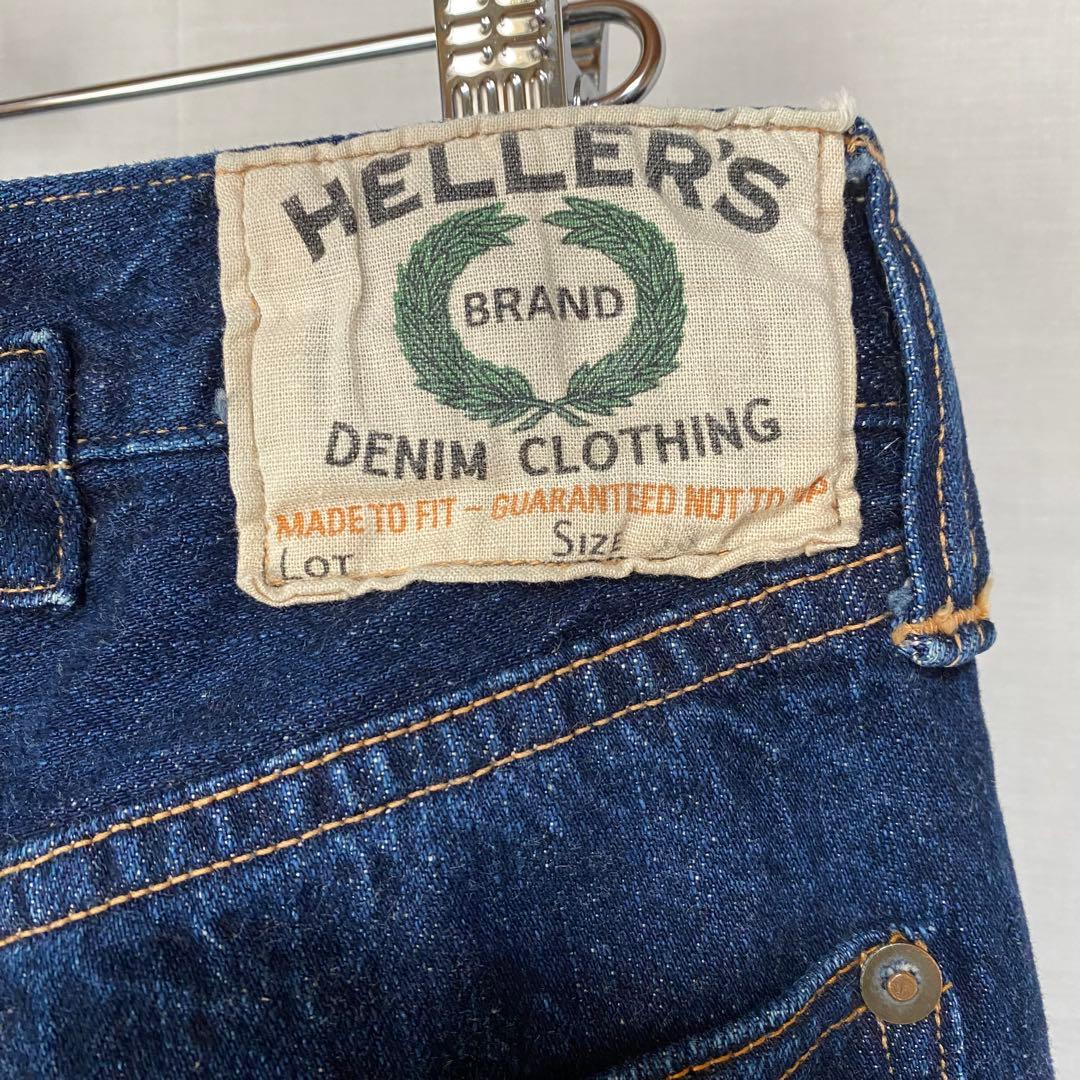 HELLER'S
BRAND
DENIM CLOTHING
MADE TO FIT - GUARANTEED NOT TO
LOT SIZE